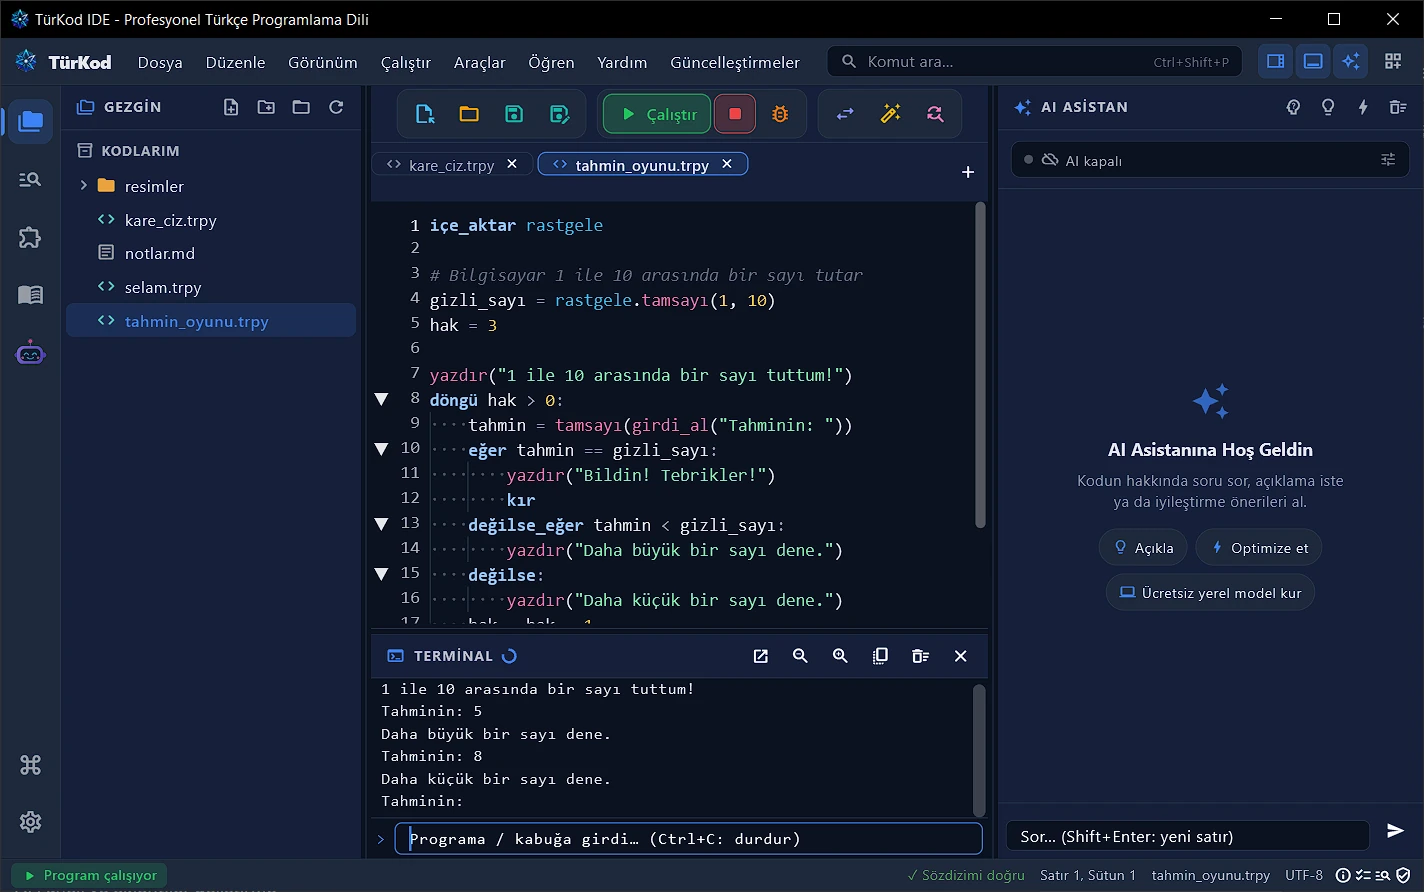 TürKod IDE - Profesyonel Türkçe Programlama Dili
TürKod
Dosya Düzenle Görünüm Çalıştır Araçlar Öğren Yardım Güncelleştirmeler
Komut ara... Ctrl+Shift+P
GEZGİN
KODLARIM
resimler
kare_ciz.trpy
notlar.md
selam.trpy
tahmin_oyunu.trpy
Çalıştır
kare_ciz.trpy
tahmin_oyunu.trpy
1 içe_aktar rastgele
2
3 # Bilgisayar 1 ile 10 arasında bir sayı tutar
4 gizli_sayı = rastgele.tamsayı(1, 10)
5 hak = 3
6
7 yazdır("1 ile 10 arasında bir sayı tuttum!")
8 döngü hak > 0:
9 ····tahmin = tamsayı(girdi_al("Tahminin: "))
10 ····eğer tahmin == gizli_sayı:
11 ········yazdır("Bildin! Tebrikler!")
12 ········kır
13 ····değilse_eğer tahmin < gizli_sayı:
14 ········yazdır("Daha büyük bir sayı dene.")
15 ····değilse:
16 ········yazdır("Daha küçük bir sayı dene.")
TERMİNAL
1 ile 10 arasında bir sayı tuttum!
Tahminin: 5
Daha büyük bir sayı dene.
Tahminin: 8
Daha küçük bir sayı dene.
Tahminin:
> Programa / kabuğa girdi… (Ctrl+C: durdur)
AI ASİSTAN
AI kapalı
AI Asistanına Hoş Geldin
Kodun hakkında soru sor, açıklama iste
ya da iyileştirme önerileri al.
Açıkla
Optimize et
Ücretsiz yerel model kur
Sor... (Shift+Enter: yeni satır)
Program çalışıyor
✓ Sözdizimi doğru Satır 1, Sütun 1 tahmin_oyunu.trpy UTF-8